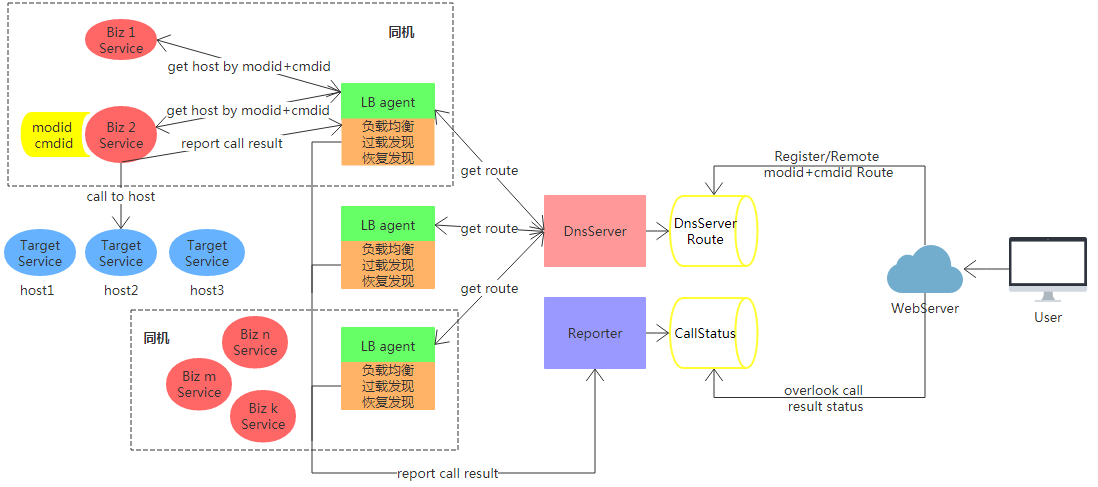 Biz 1
Service
同机
get host by modid+cmdid
LB agent
负载均衡
过载发现
恢复发现
get host by modid+cmdid
modid
cmdid
Biz 2
Service
report call result
call to host
Target
Service
host1
Target
Service
host2
Target
Service
host3
LB agent
负载均衡
过载发现
恢复发现
get route
get route
get route
DnsServer
DnsServer
Route
Register/Remote
modid+cmdid Route
WebServer
User
同机
Biz n
Service
Biz m
Service
Biz k
Service
LB agent
负载均衡
过载发现
恢复发现
Reporter
CallStatus
overlook call
result status
report call result